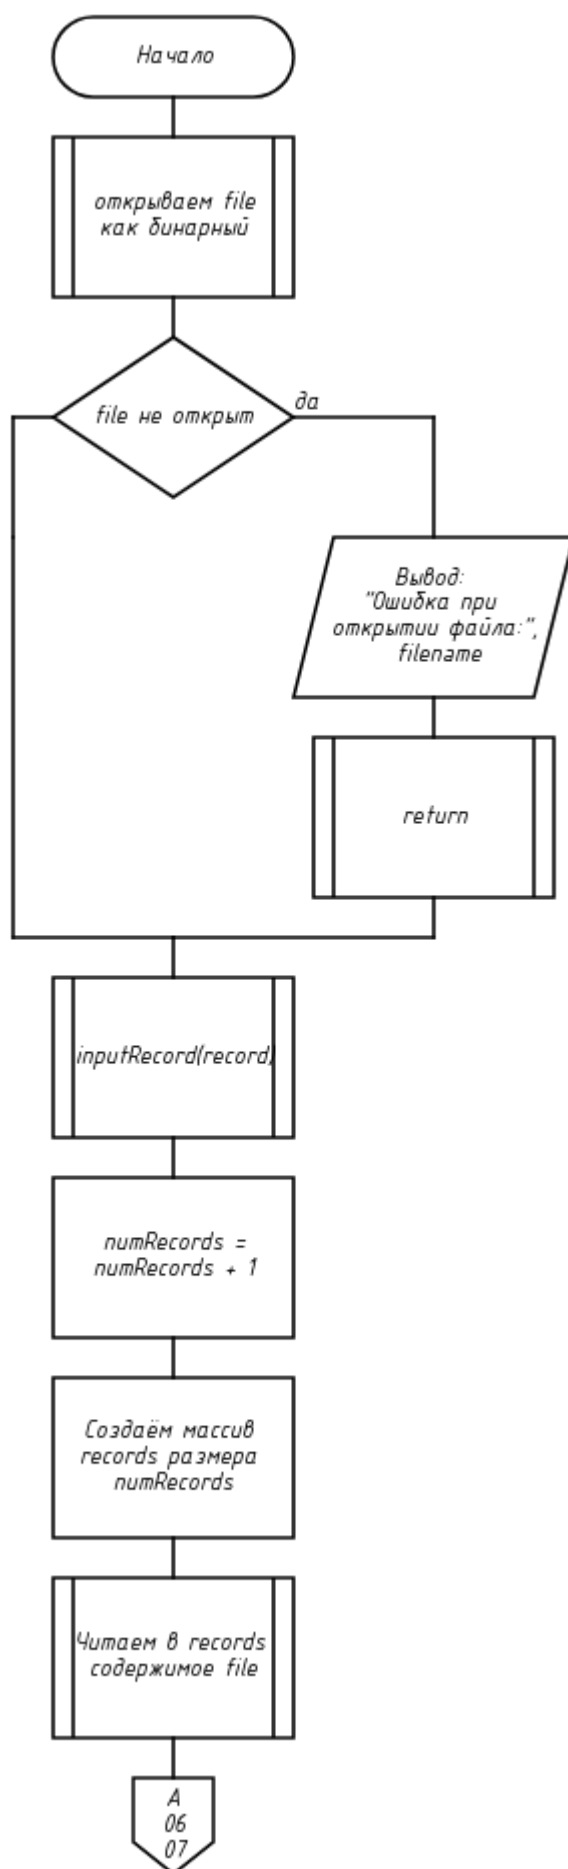 Начало
открываем file
как бинарный
file не открыт
да
Вывод:
"Ошибка при
открытии файла:",
filename
return
inputRecord(record)
numRecords =
numRecords + 1
Создаём массив
records размера
numRecords
Читаем в records
содержимое file
А
06
07